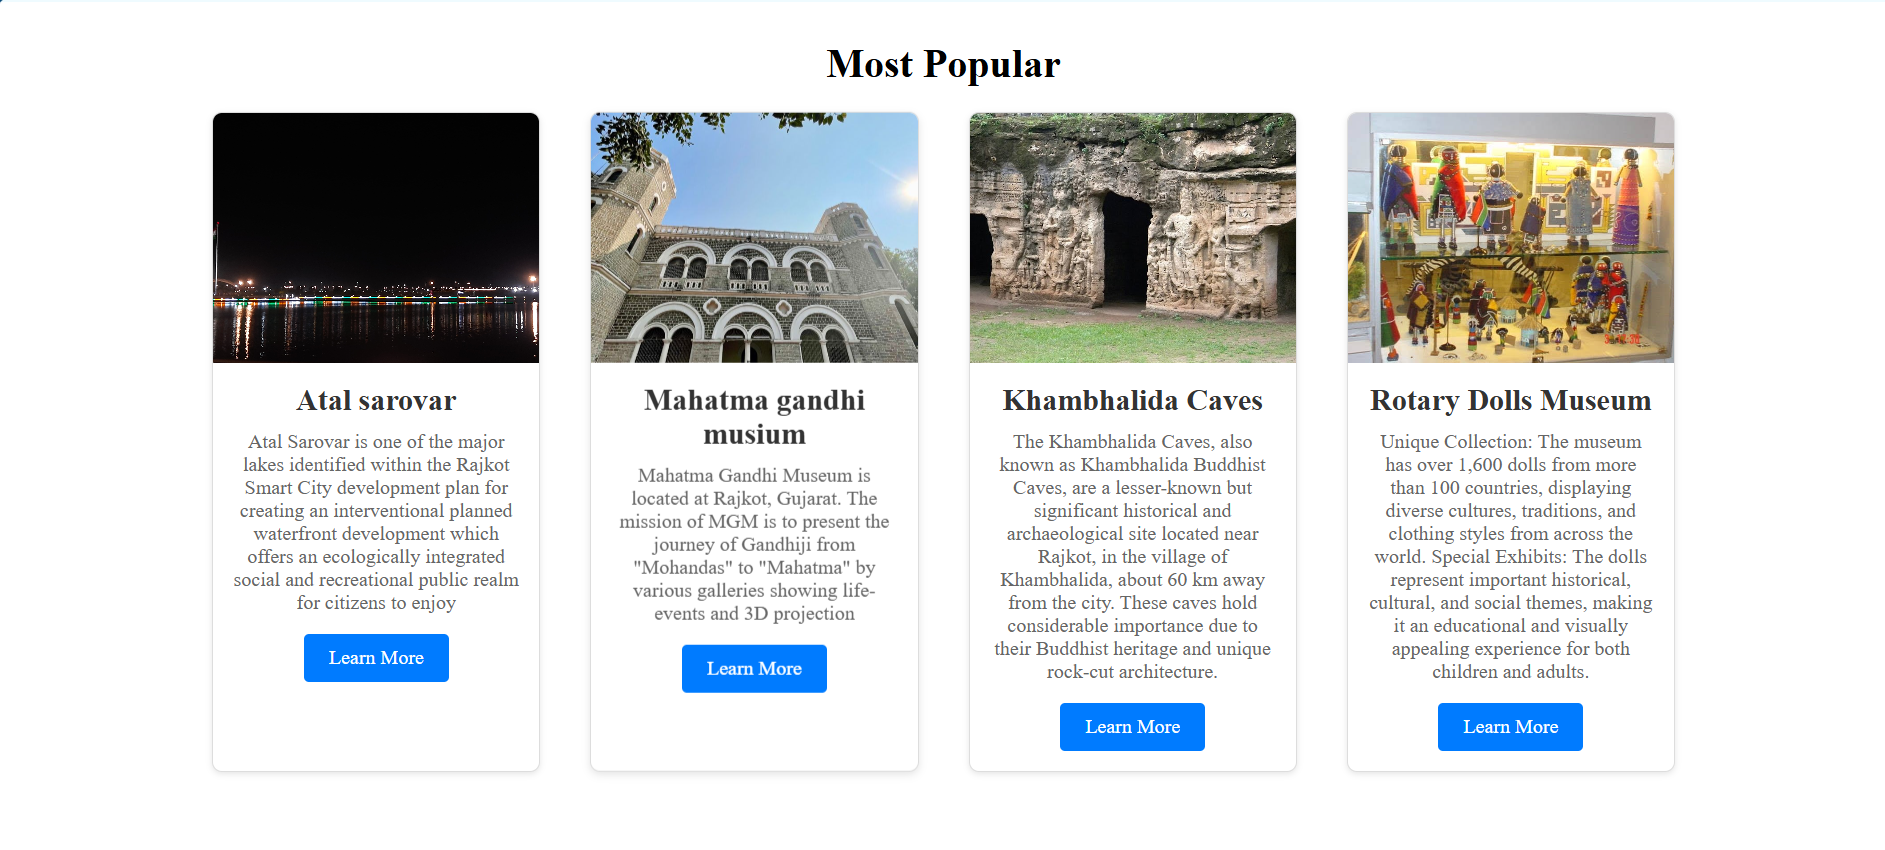 Most Popular
Atal sarovar
Atal Sarovar is one of the major
lakes identified within the Rajkot
Smart City development plan for
creating an interventional planned
waterfront development which
offers an ecologically integrated
social and recreational public realm
for citizens to enjoy
Learn More
Mahatma gandhi
musium
Mahatma Gandhi Museum is
located at Rajkot, Gujarat. The
mission of MGM is to present the
journey of Gandhiji from
"Mohandas" to "Mahatma" by
various galleries showing life-
events and 3D projection
Learn More
Khambhalida Caves
The Khambhalida Caves, also
known as Khambhalida Buddhist
Caves, are a lesser-known but
significant historical and
archaeological site located near
Rajkot, in the village of
Khambhalida, about 60 km away
from the city. These caves hold
considerable importance due to
their Buddhist heritage and unique
rock-cut architecture.
Learn More
Rotary Dolls Museum
Unique Collection: The museum
has over 1,600 dolls from more
than 100 countries, displaying
diverse cultures, traditions, and
clothing styles from across the
world. Special Exhibits: The dolls
represent important historical,
cultural, and social themes, making
it an educational and visually
appealing experience for both
children and adults.
Learn More